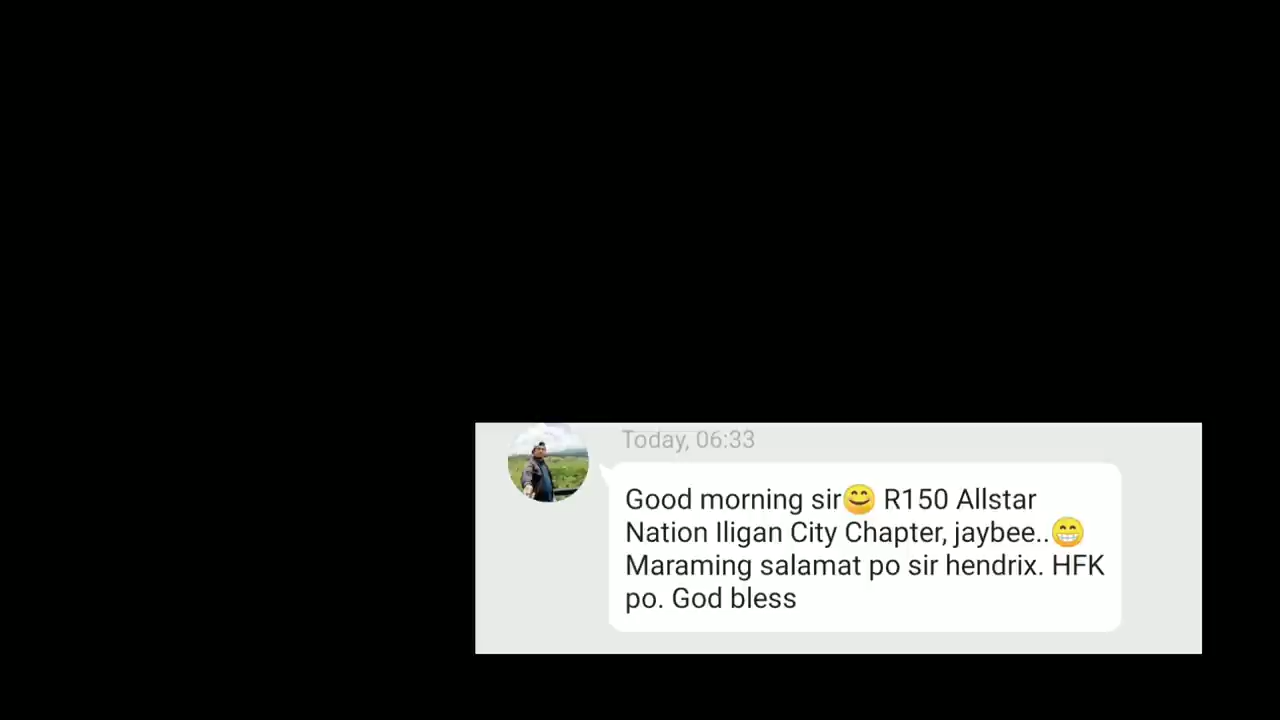 Today, 06:33
Good morning sir😊 R150 Allstar
Nation Iligan City Chapter, jaybee..😁
Maraming salamat po sir hendrix. HFK
po. God bless